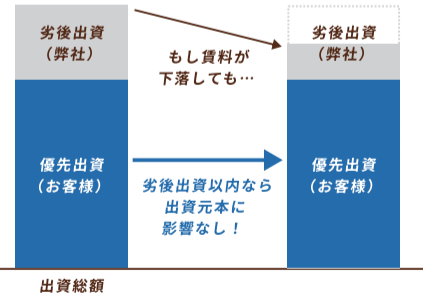 劣後出資
（弊社）
もし賃料が
下落しても…
劣後出資
（弊社）
優先出資
（お客様）
劣後出資以内なら
出資元本に
影響なし！
優先出資
（お客様）
出資総額